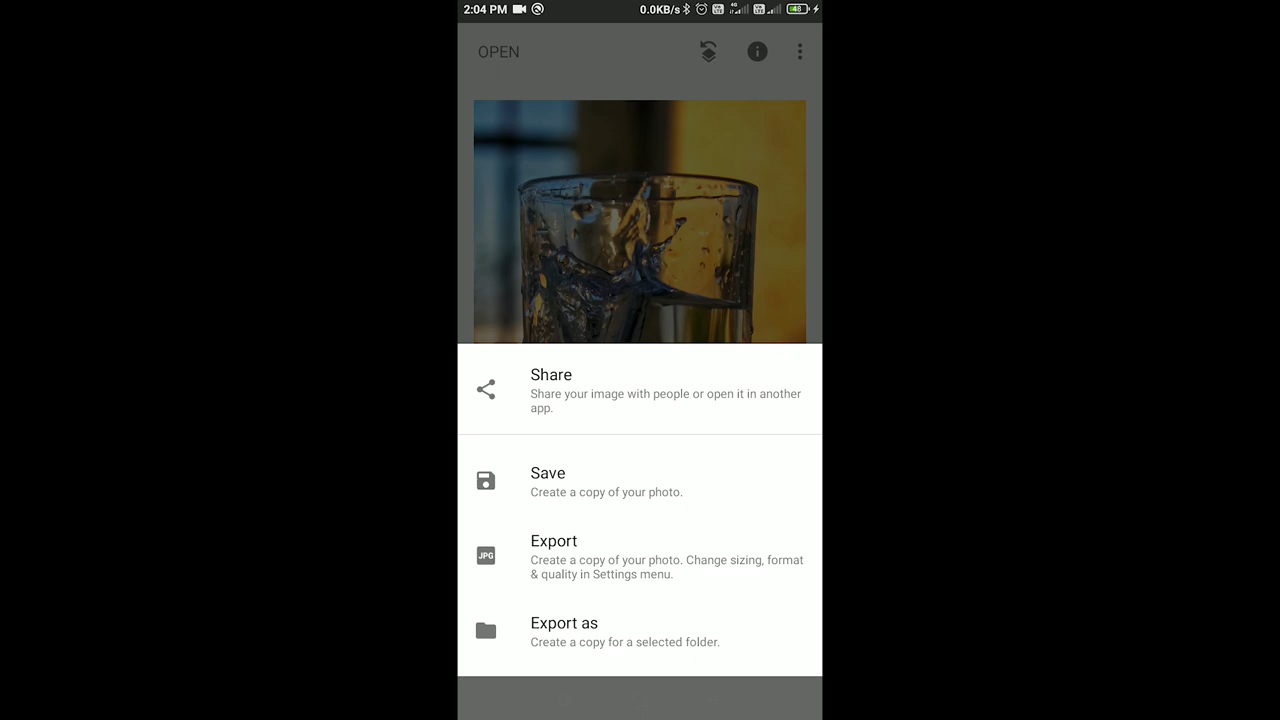 2:04 PM 0.0KB/s 4G 48
OPEN
Share
Share your image with people or open it in another
app.
Save
Create a copy of your photo.
JPG
Export
Create a copy of your photo. Change sizing, format
& quality in Settings menu.
Export as
Create a copy for a selected folder.